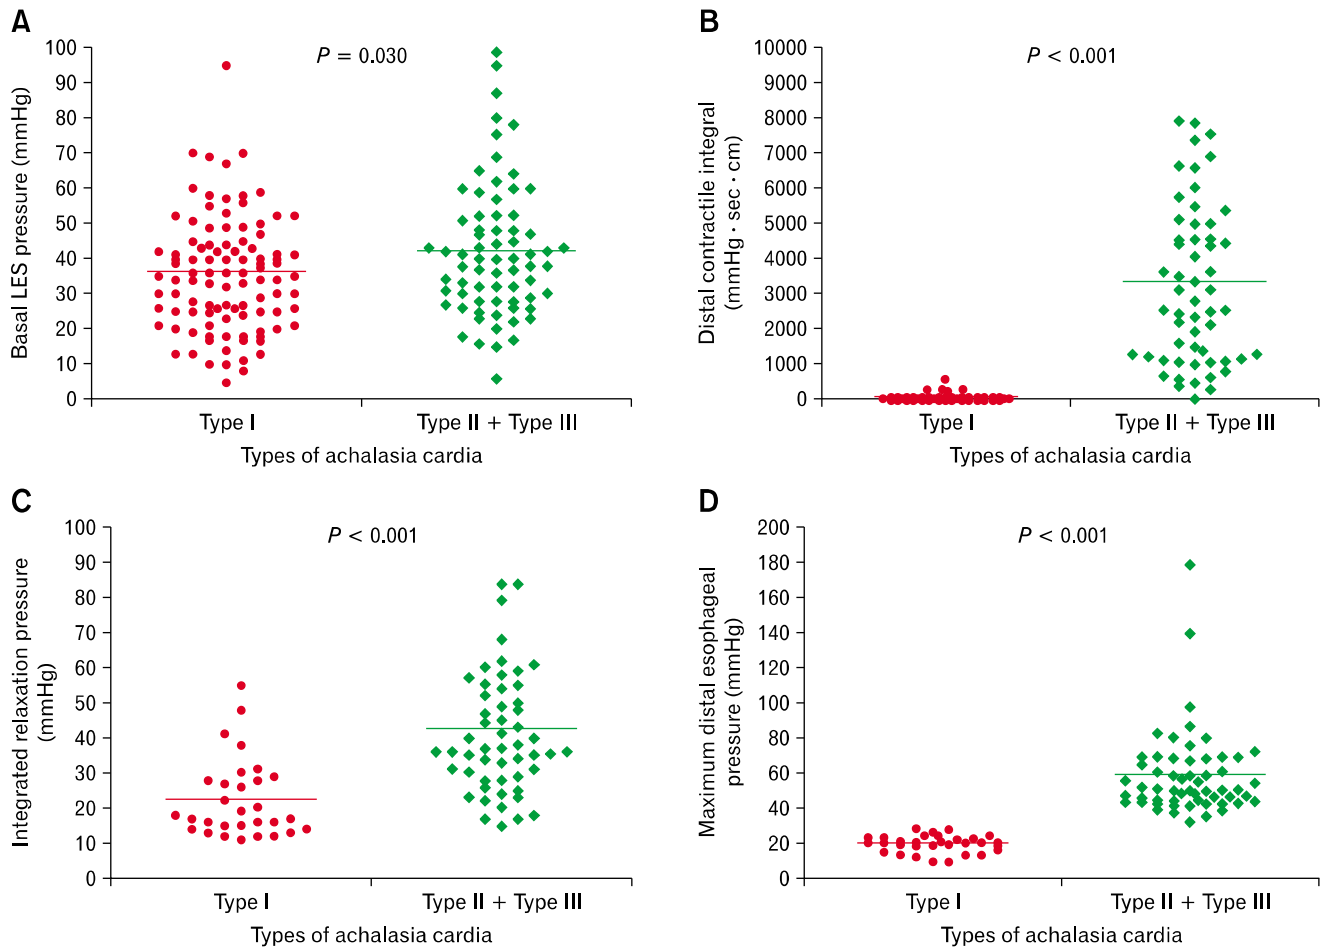 A
P = 0.030
Basal LES pressure (mmHg)
100
90
80
70
60
50
40
30
20
10
0
Type I
Type II + Type III
Types of achalasia cardia
B
P < 0.001
Distal contractile integral
(mmHg · sec · cm)
10000
9000
8000
7000
6000
5000
4000
3000
2000
1000
0
Type I
Type II + Type III
Types of achalasia cardia
C
P < 0.001
Integrated relaxation pressure
(mmHg)
100
90
80
70
60
50
40
30
20
10
0
Type I
Type II + Type III
Types of achalasia cardia
D
P < 0.001
Maximum distal esophageal
pressure (mmHg)
200
180
160
140
120
100
80
60
40
20
0
Type I
Type II + Type III
Types of achalasia cardia